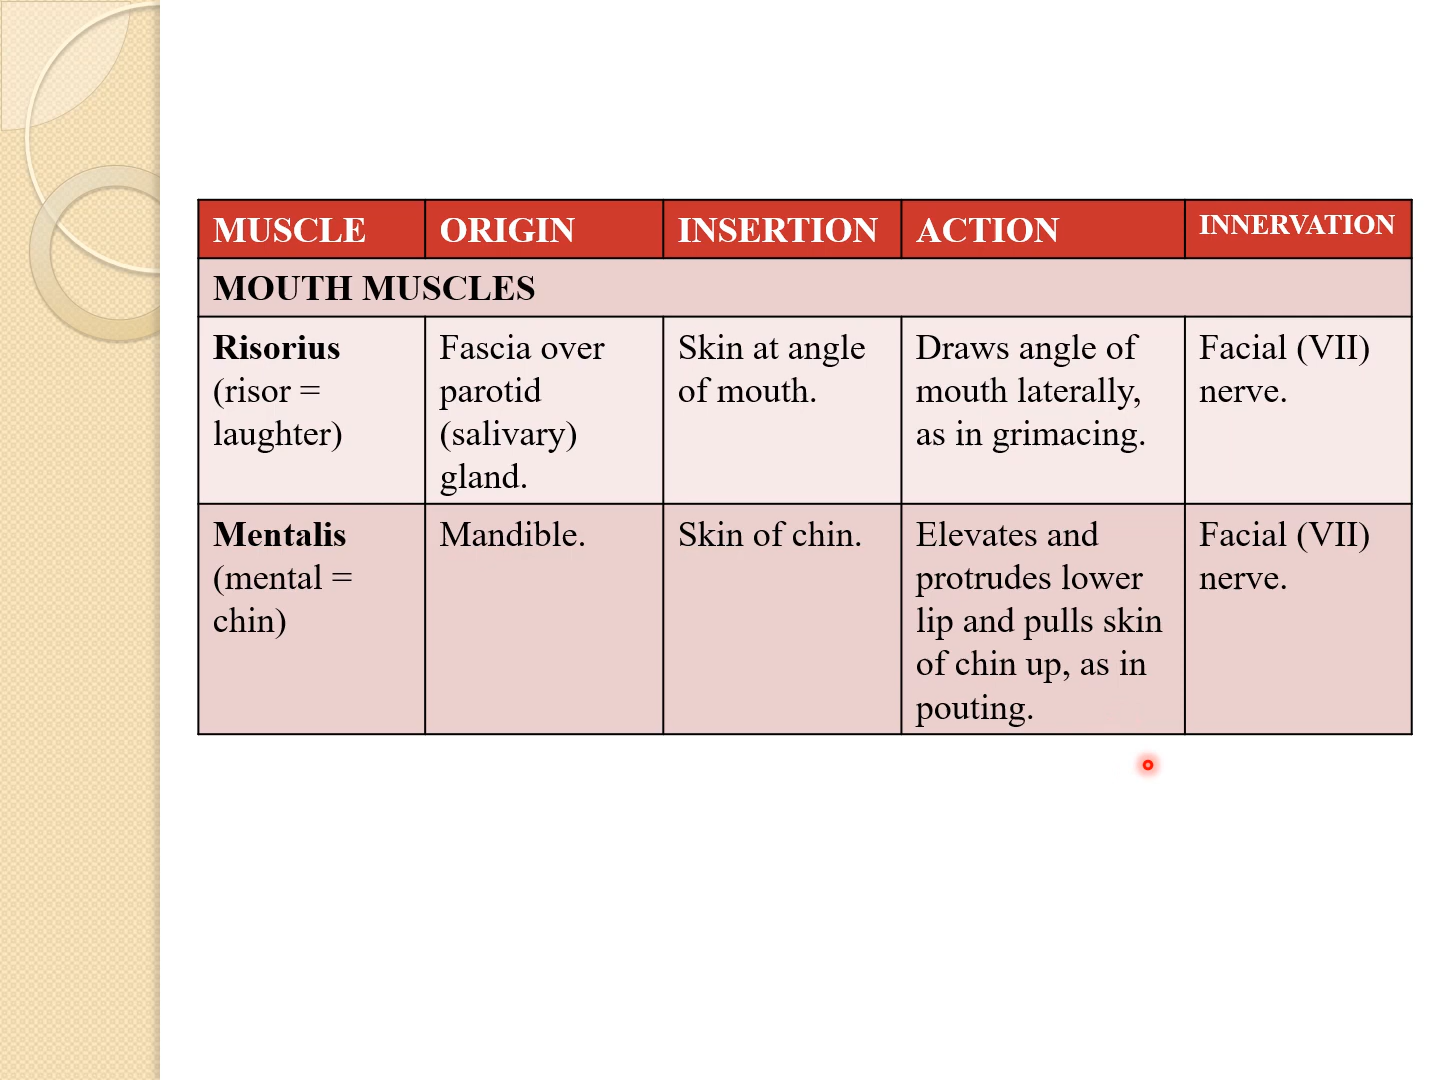 MUSCLE ORIGIN INSERTION ACTION INNERVATION
MOUTH MUSCLES
Risorius
(risor =
laughter)
Fascia over
parotid
(salivary)
gland.
Skin at angle
of mouth.
Draws angle of
mouth laterally,
as in grimacing.
Facial (VII)
nerve.
Mentalis
(mental =
chin)
Mandible.
Skin of chin.
Elevates and
protrudes lower
lip and pulls skin
of chin up, as in
pouting.
Facial (VII)
nerve.